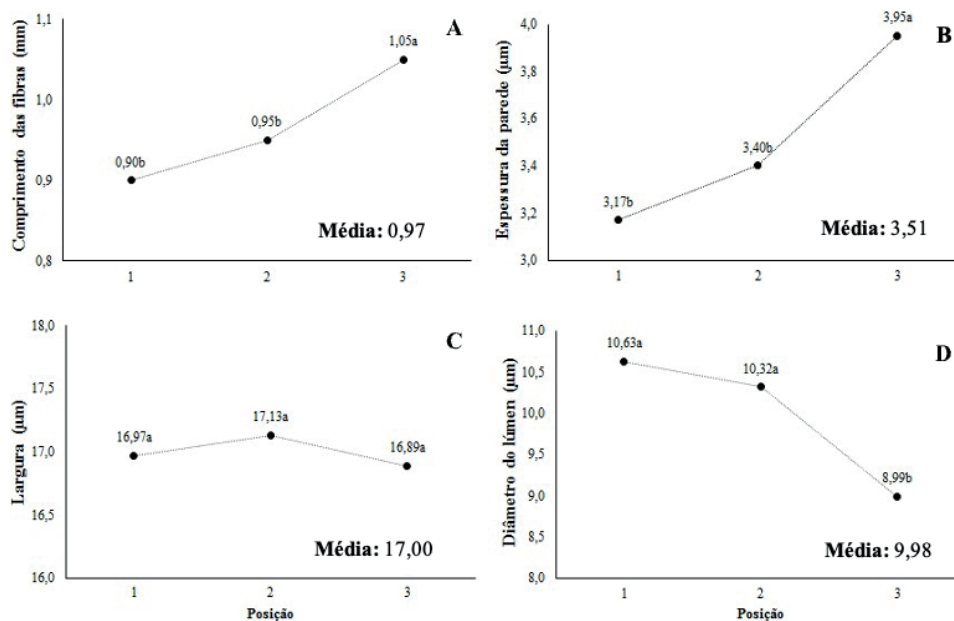 A
Comprimento das fibras (mm)
1,1
1,0
0,9
0,8
0,90b
0,95b
1,05a
Média: 0,97
1
2
3
B
Espessura da parede (µm)
4,0
3,8
3,6
3,4
3,2
3,0
3,17b
3,40b
3,95a
Média: 3,51
1
2
3
C
Largura (µm)
18,0
17,5
17,0
16,5
16,0
16,97a
17,13a
16,89a
Média: 17,00
1
2
3
Posição
D
Diâmetro do lúmen (µm)
11,0
10,5
10,0
9,5
9,0
8,5
8,0
10,63a
10,32a
8,99b
Média: 9,98
1
2
3
Posição